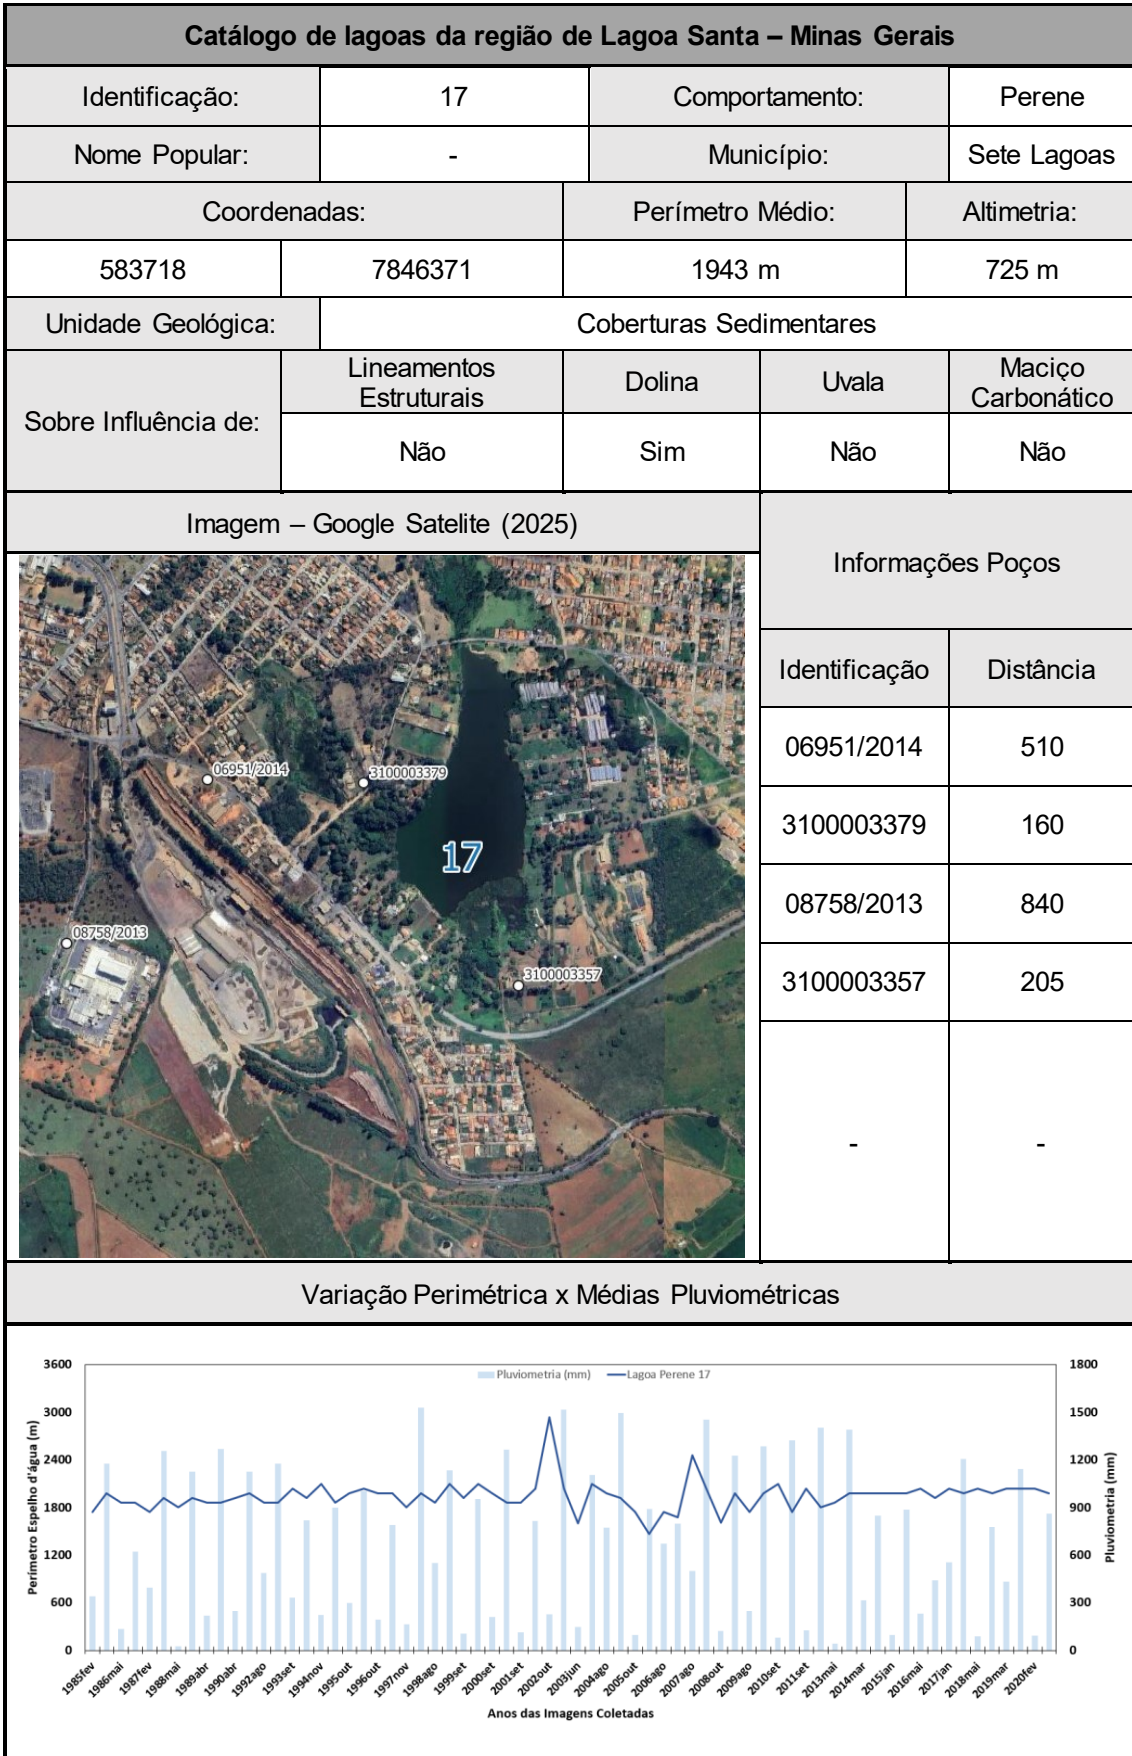 Catálogo de lagoas da região de Lagoa Santa – Minas Gerais
Identificação: 17 Comportamento: Perene
Nome Popular: - Município: Sete Lagoas
Coordenadas: Perímetro Médio: Altimetria:
583718 7846371 1943 m 725 m
Unidade Geológica: Coberturas Sedimentares
Sobre Influência de:
Lineamentos Estruturais Dolina Uvala Maciço Carbonático
Não Sim Não Não
Imagem – Google Satelite (2025)
06951/2014
3100003379
17
08758/2013
3100003357
Informações Poços
Identificação Distância
06951/2014 510
3100003379 160
08758/2013 840
3100003357 205
- -
Variação Perimétrica x Médias Pluviométricas
Pluviometria (mm) Lagoa Perene 17
Perímetro Espelho d'água (m)
3600
3000
2400
1800
1200
600
0
1800
1500
1200
900
600
300
0
Pluviometria (mm)
1985fev 1986mai 1987fev 1988mai 1989abr 1990abr 1992ago 1993set 1994nov 1995out 1996out 1997nov 1998ago 1999set 2000set 2001set 2002out 2003jun 2004ago 2005out 2006ago 2007ago 2008out 2009ago 2010set 2011set 2013mai 2014mar 2015jan 2016mai 2017jan 2018mai 2019mar 2020fev
Anos das Imagens Coletadas